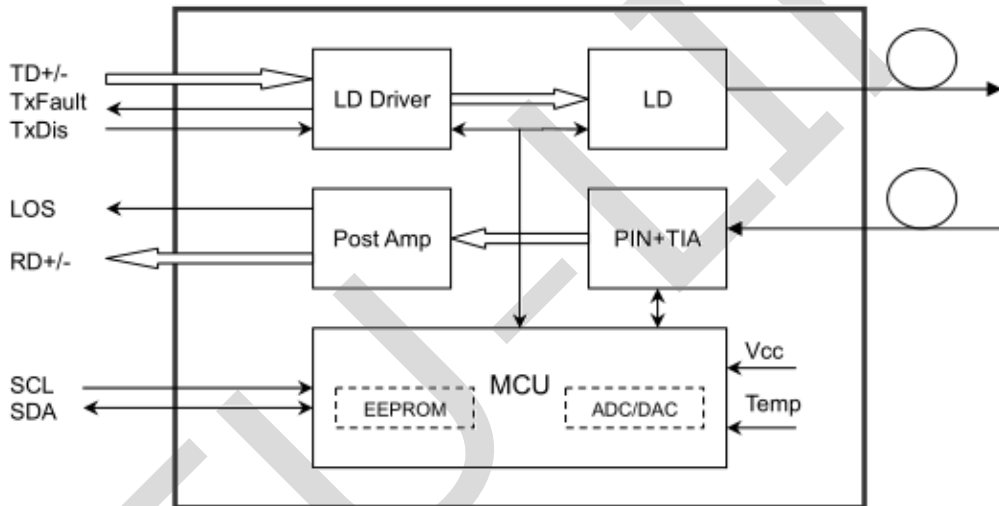 TD+/-
TxFault
TxDis
LD Driver
LD
LOS
RD+/-
Post Amp
PIN+TIA
SCL
SDA
MCU
EEPROM
ADC/DAC
Vcc
Temp